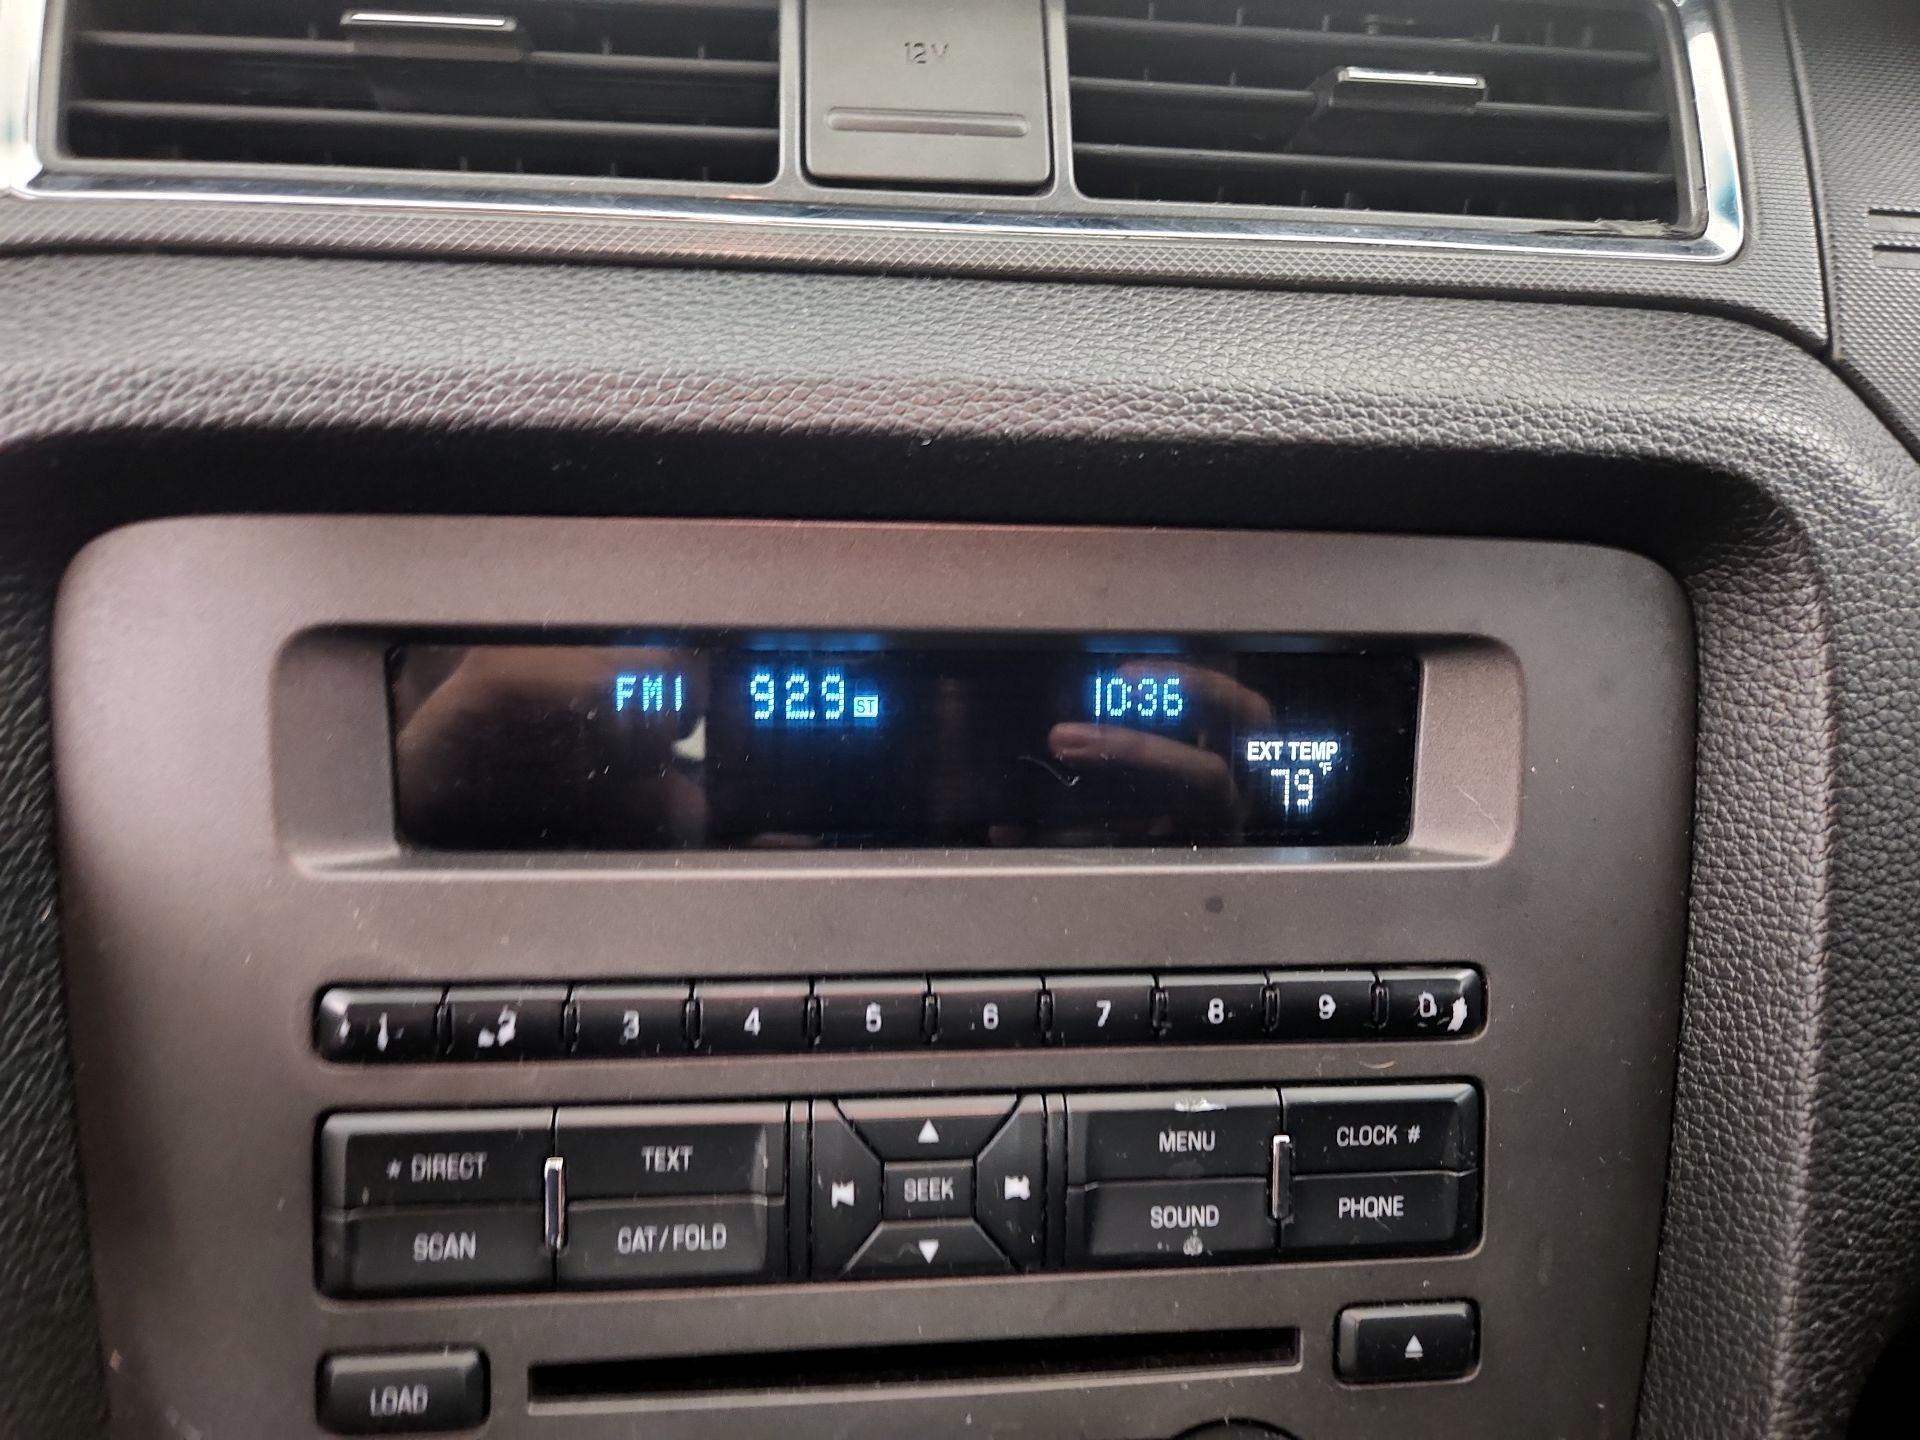 12V
FM1 92.9 ST 10:36
EXT TEMP
79°F
1 2 3 4 5 6 7 8 9 0
* DIRECT TEXT MENU CLOCK #
SEEK
SCAN CAT/FOLD SOUND PHONE
LOAD